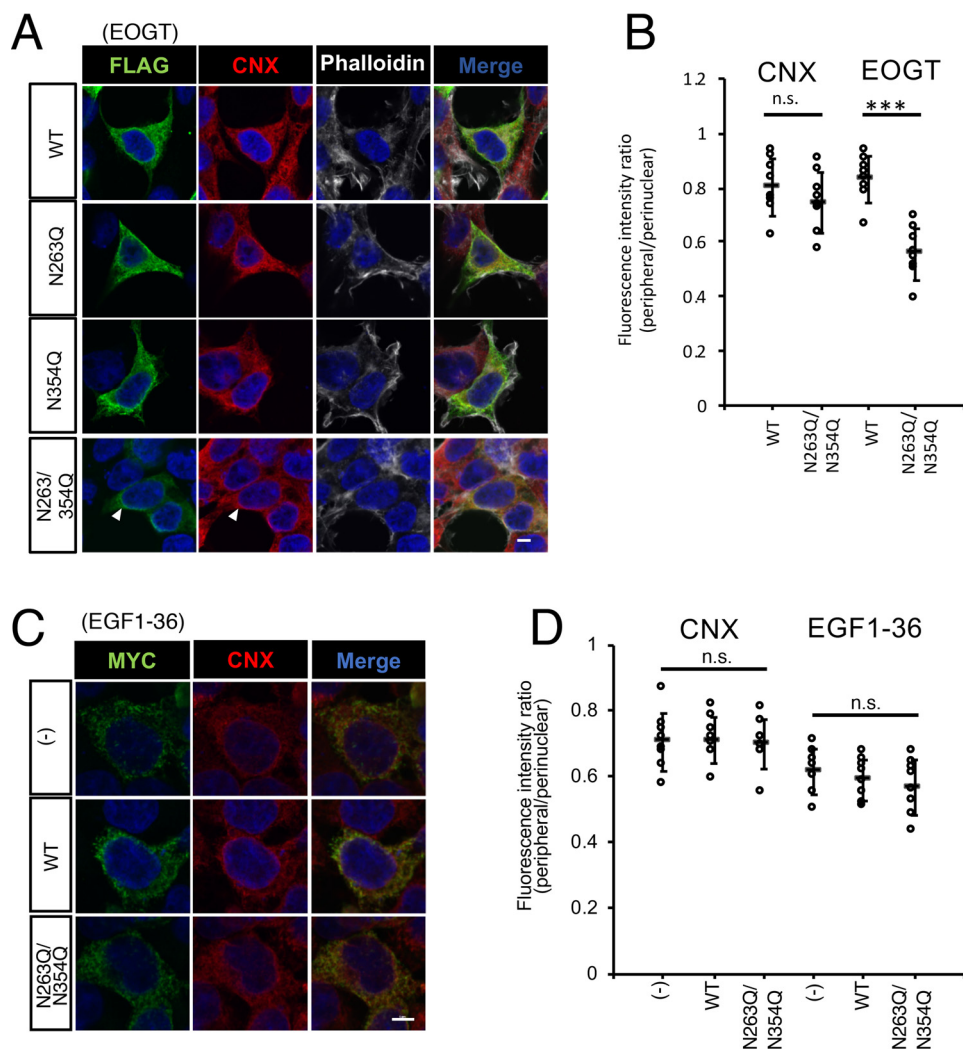 A
(EOGT)
FLAG
CNX
Phalloidin
Merge
WT
N263Q
N354Q
N263/
354Q
B
CNX
EOGT
n.s.
***
Fluorescence intensity ratio
(peripheral/perinuclear)
1.2
1
0.8
0.6
0.4
0.2
0
WT
N263Q/
N354Q
WT
N263Q/
N354Q
C
(EGF1-36)
MYC
CNX
Merge
(-)
WT
N263Q/
N354Q
D
CNX
EGF1-36
n.s.
n.s.
Fluorescence intensity ratio
(peripheral/perinuclear)
1
0.8
0.6
0.4
0.2
0
(-)
WT
N263Q/
N354Q
(-)
WT
N263Q/
N354Q